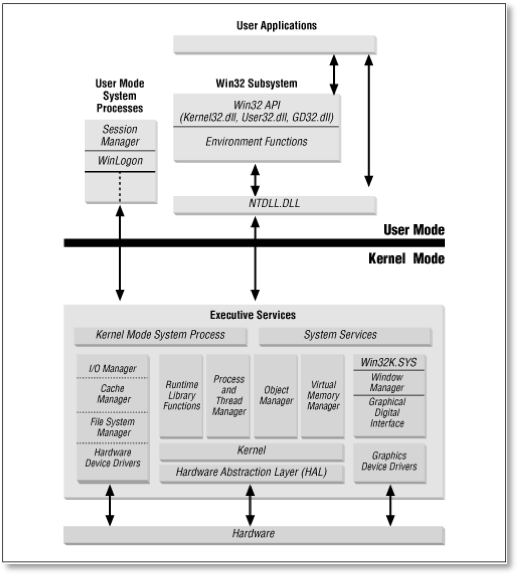 User Applications
User Mode
System
Processes
Win32 Subsystem
Session
Manager
WinLogon
Win32 API
(Kernel32.dll, User32.dll, GD32.dll)
Environment Functions
NTDLL.DLL
User Mode
Kernel Mode
Executive Services
Kernel Mode System Process
System Services
I/O Manager
Cache
Manager
File System
Manager
Hardware
Device Drivers
Runtime
Library
Functions
Process
and
Thread
Manager
Object
Manager
Virtual
Memory
Manager
Win32K.SYS
Window
Manager
Graphical
Digital
Interface
Graphics
Device Drivers
Kernel
Hardware Abstraction Layer (HAL)
Hardware